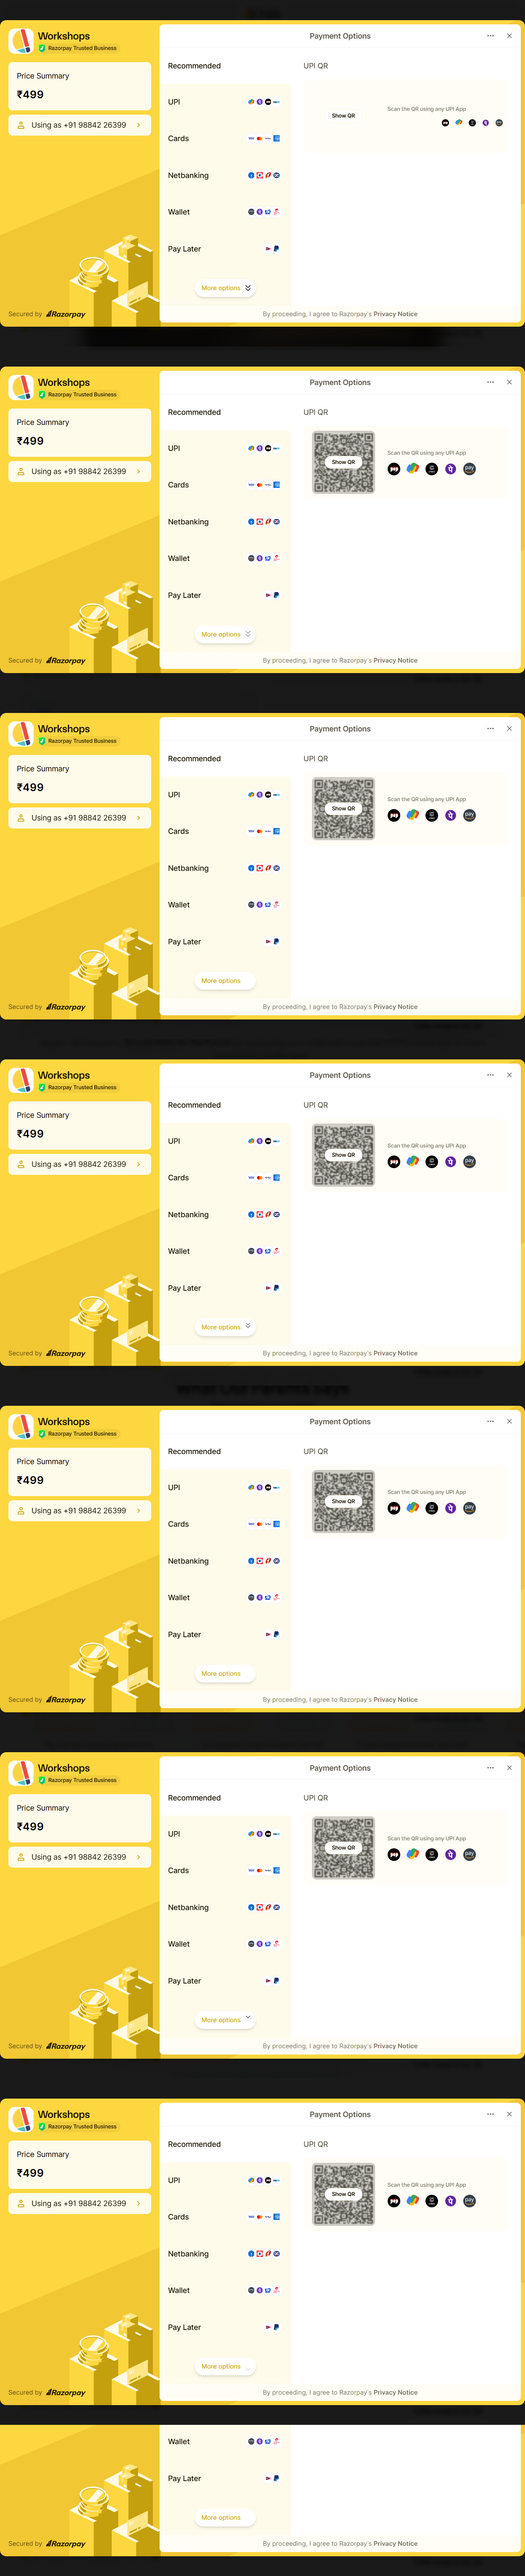 Workshops
Razorpay Trusted Business
Price Summary
₹499
Using as +91 98842 26399
Secured by Razorpay
Payment Options
Recommended
UPI
Cards
Netbanking
Wallet
Pay Later
More options
UPI QR
Show QR
Scan the QR using any UPI App
By proceeding, I agree to Razorpay's Privacy Notice
Workshops
Razorpay Trusted Business
Price Summary
₹499
Using as +91 98842 26399
Secured by Razorpay
Payment Options
Recommended
UPI
Cards
Netbanking
Wallet
Pay Later
More options
UPI QR
Show QR
Scan the QR using any UPI App
By proceeding, I agree to Razorpay's Privacy Notice
Workshops
Razorpay Trusted Business
Price Summary
₹499
Using as +91 98842 26399
Secured by Razorpay
Payment Options
Recommended
UPI
Cards
Netbanking
Wallet
Pay Later
More options
UPI QR
Show QR
Scan the QR using any UPI App
By proceeding, I agree to Razorpay's Privacy Notice
Workshops
Razorpay Trusted Business
Price Summary
₹499
Using as +91 98842 26399
Secured by Razorpay
Payment Options
Recommended
UPI
Cards
Netbanking
Wallet
Pay Later
More options
UPI QR
Show QR
Scan the QR using any UPI App
By proceeding, I agree to Razorpay's Privacy Notice
What Our Parents Says
Workshops
Razorpay Trusted Business
Price Summary
₹499
Using as +91 98842 26399
Secured by Razorpay
Payment Options
Recommended
UPI
Cards
Netbanking
Wallet
Pay Later
More options
UPI QR
Show QR
Scan the QR using any UPI App
By proceeding, I agree to Razorpay's Privacy Notice
Workshops
Razorpay Trusted Business
Price Summary
₹499
Using as +91 98842 26399
Secured by Razorpay
Payment Options
Recommended
UPI
Cards
Netbanking
Wallet
Pay Later
More options
UPI QR
Show QR
Scan the QR using any UPI App
By proceeding, I agree to Razorpay's Privacy Notice
Workshops
Razorpay Trusted Business
Price Summary
₹499
Using as +91 98842 26399
Secured by Razorpay
Payment Options
Recommended
UPI
Cards
Netbanking
Wallet
Pay Later
More options
UPI QR
Show QR
Scan the QR using any UPI App
By proceeding, I agree to Razorpay's Privacy Notice
Wallet
Pay Later
More options
Secured by Razorpay
By proceeding, I agree to Razorpay's Privacy Notice